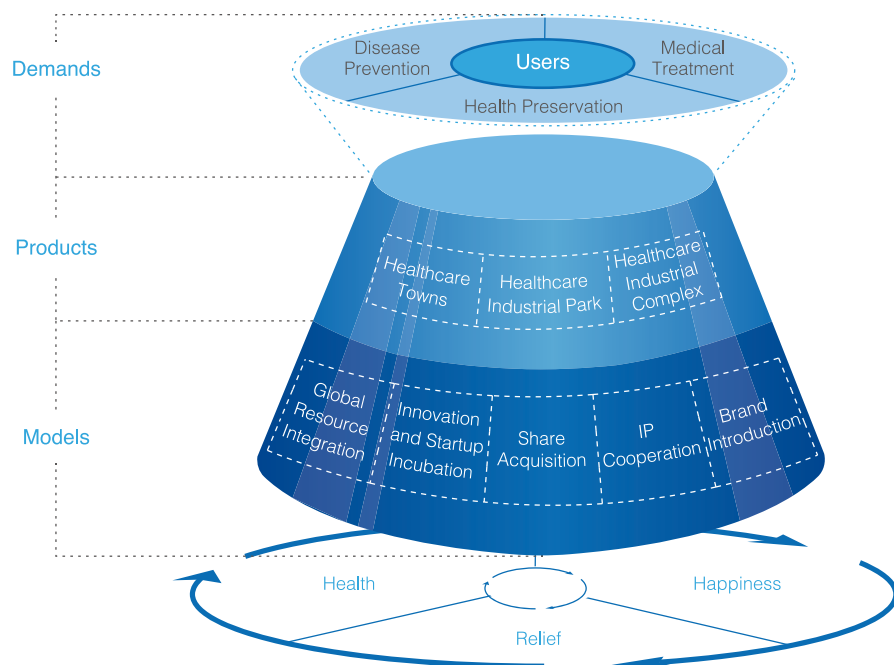 Demands
Disease
Prevention
Users
Medical
Treatment
Health Preservation
Products
Healthcare
Towns
Healthcare
Industrial Park
Healthcare
Industrial
Complex
Models
Global
Resource
Integration
Innovation
and Startup
Incubation
Share
Acquisition
IP
Cooperation
Brand
Introduction
Health
Happiness
Relief